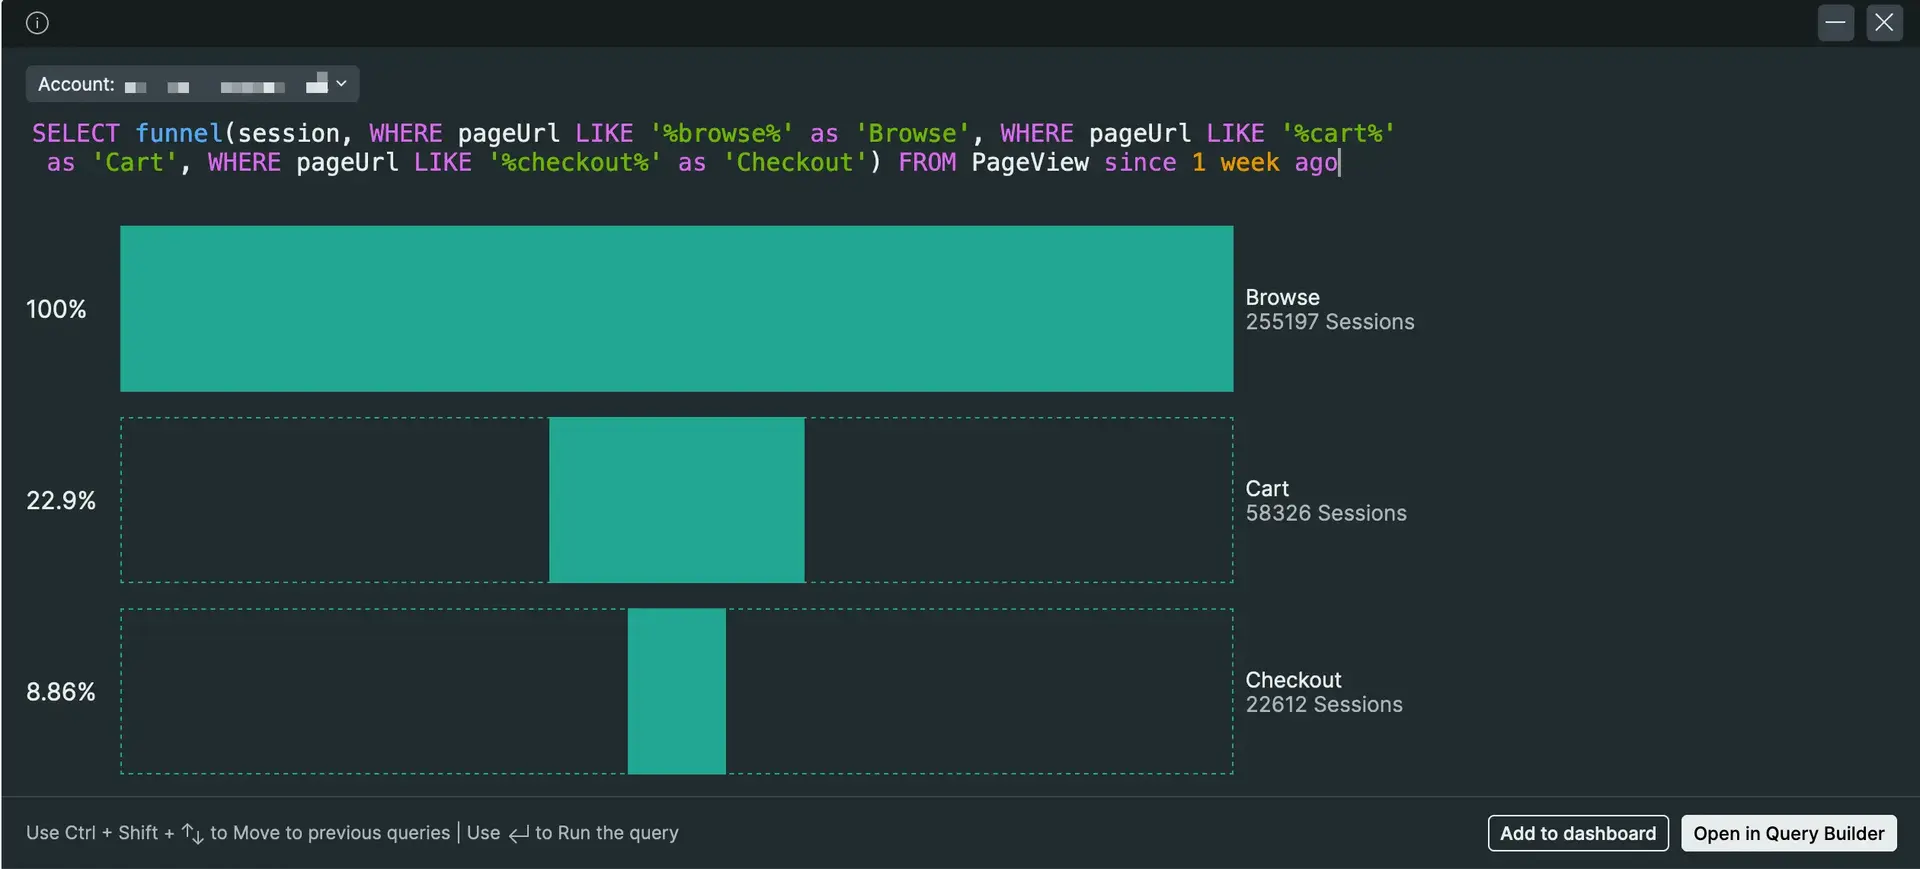 Account:
SELECT funnel(session, WHERE pageUrl LIKE '%browse%' as 'Browse', WHERE pageUrl LIKE '%cart%'
as 'Cart', WHERE pageUrl LIKE '%checkout%' as 'Checkout') FROM PageView since 1 week ago
100%
Browse
255197 Sessions
22.9%
Cart
58326 Sessions
8.86%
Checkout
22612 Sessions
Use Ctrl + Shift + ↑↓ to Move to previous queries | Use ↵ to Run the query
Add to dashboard
Open in Query Builder